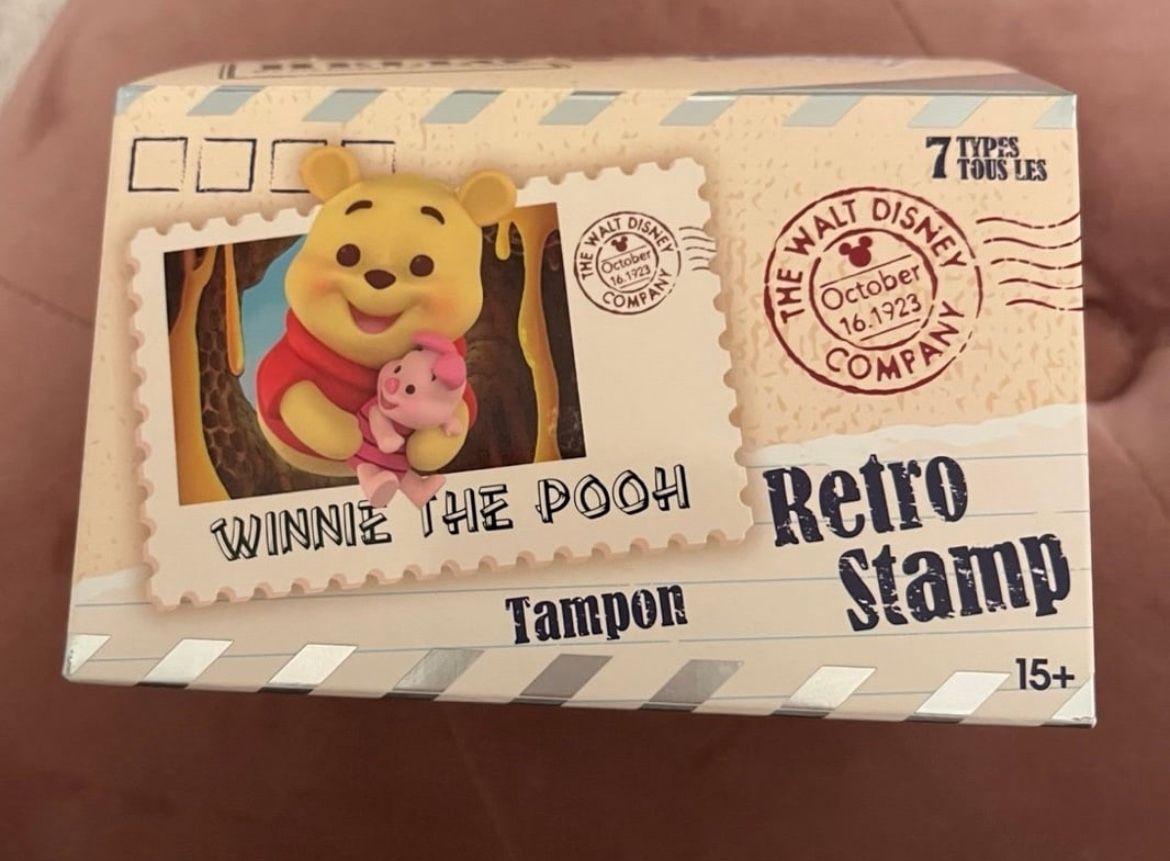 7 TYPES
TOUS LES
THE WALT DISNEY
October
16.1923
COMPANY
THE WALT DISNEY
October
16.1923
COMPANY
WINNIE THE POOH
Retro
Stamp
Tampon
15+